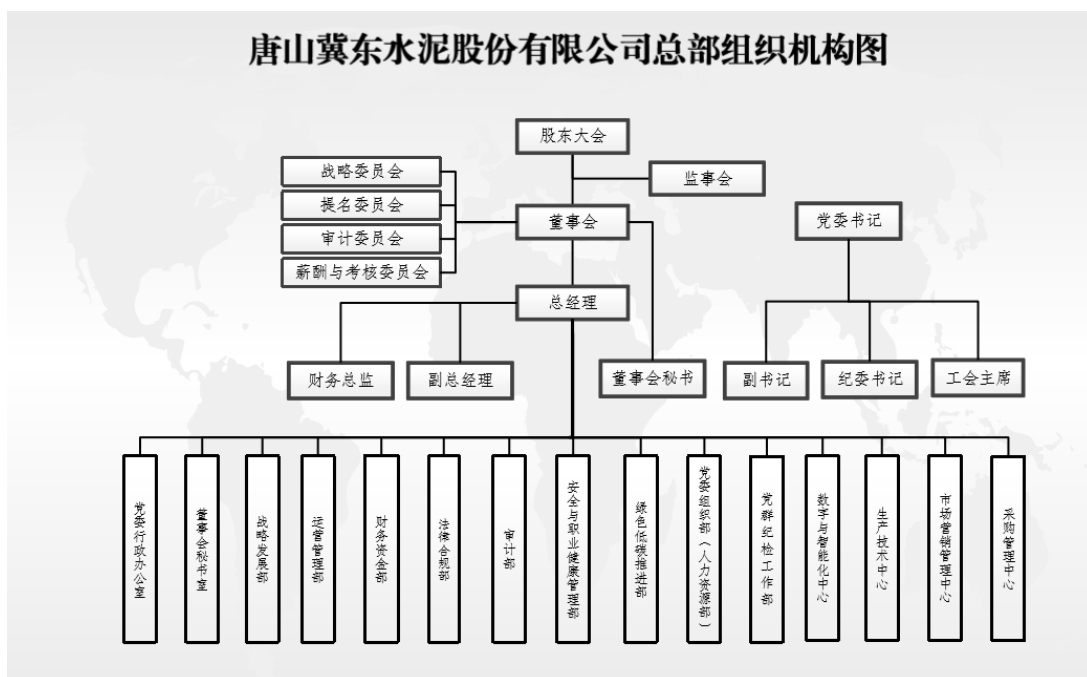 唐山冀东水泥股份有限公司总部组织机构图
股东大会
战略委员会
监事会
提名委员会
董事会
党委书记
审计委员会
薪酬与考核委员会
总经理
财务总监
副总经理
董事会秘书
副书记
纪委书记
工会主席
党委行政办公室
董事会秘书室
战略发展部
运营管理部
财务资金部
法律合规部
审计部
安全与职业健康管理部
绿色低碳推进部
党委组织部（人力资源部）
党群纪检工作部
数字与智能化中心
生产技术中心
市场营销管理中心
采购管理中心